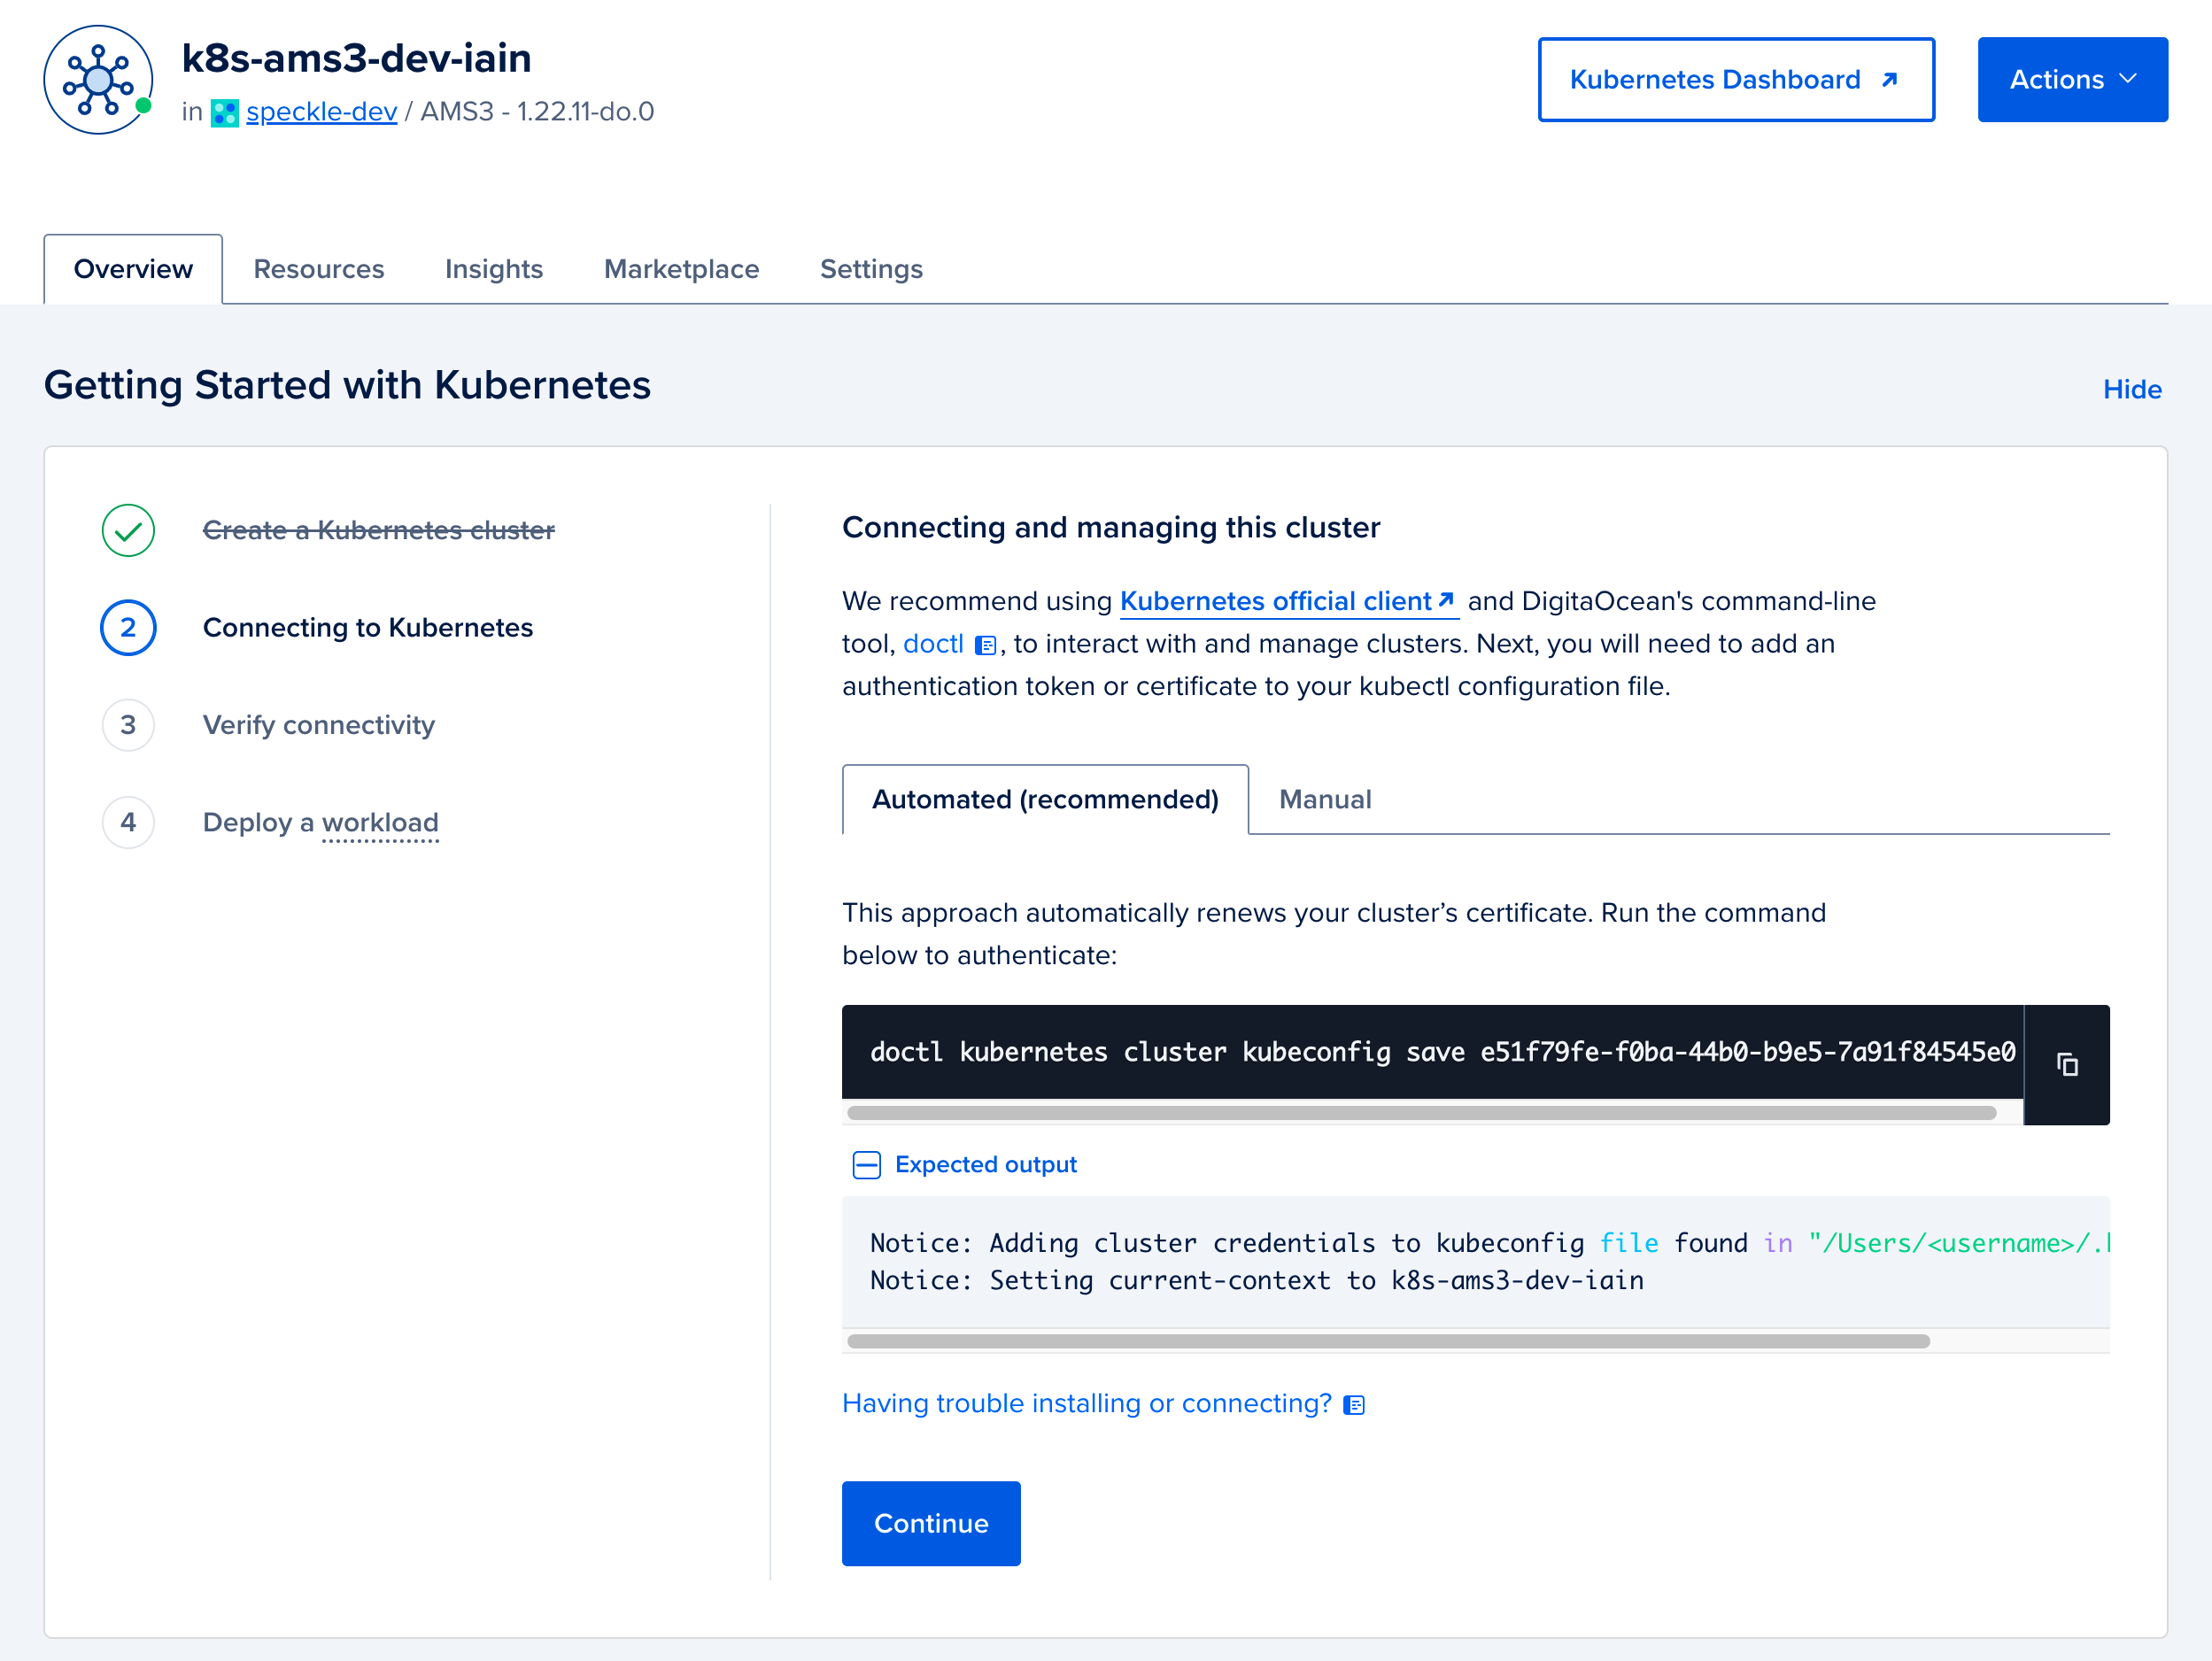 k8s-ams3-dev-iain
in speckle-dev / AMS3 - 1.22.11-do.0
Kubernetes Dashboard
Actions
Overview
Resources
Insights
Marketplace
Settings
Getting Started with Kubernetes
Hide
Create a Kubernetes cluster
2
Connecting to Kubernetes
3
Verify connectivity
4
Deploy a workload
Connecting and managing this cluster
We recommend using Kubernetes official client and DigitaOcean's command-line
tool, doctl , to interact with and manage clusters. Next, you will need to add an
authentication token or certificate to your kubectl configuration file.
Automated (recommended)
Manual
This approach automatically renews your cluster’s certificate. Run the command
below to authenticate:
doctl kubernetes cluster kubeconfig save e51f79fe-f0ba-44b0-b9e5-7a91f84545e0
Expected output
Notice: Adding cluster credentials to kubeconfig file found in "/Users/<username>/.
Notice: Setting current-context to k8s-ams3-dev-iain
Having trouble installing or connecting?
Continue